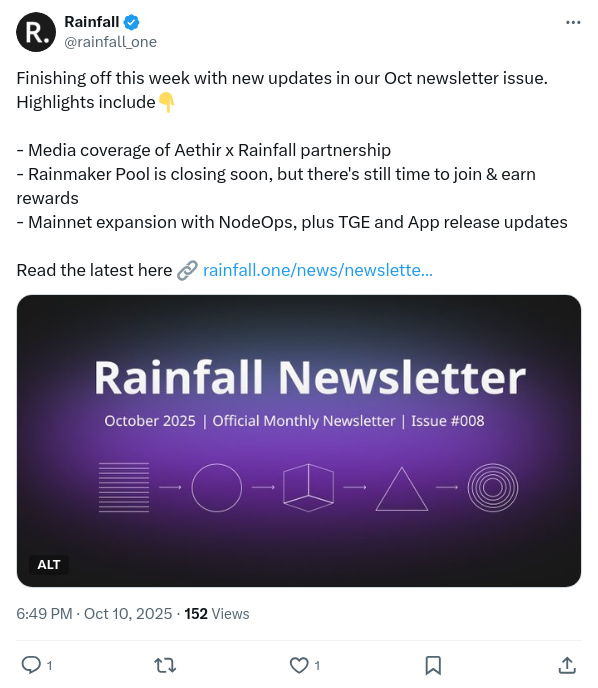 Rainfall
@rainfall_one
Finishing off this week with new updates in our Oct newsletter issue.
Highlights include👇
- Media coverage of Aethir x Rainfall partnership
- Rainmaker Pool is closing soon, but there's still time to join & earn
rewards
- Mainnet expansion with NodeOps, plus TGE and App release updates
Read the latest here 🔗 rainfall.one/news/newslette...
R.
Rainfall Newsletter
October 2025 | Official Monthly Newsletter | Issue #008
ALT
6:49 PM · Oct 10, 2025 · 152 Views
1
1